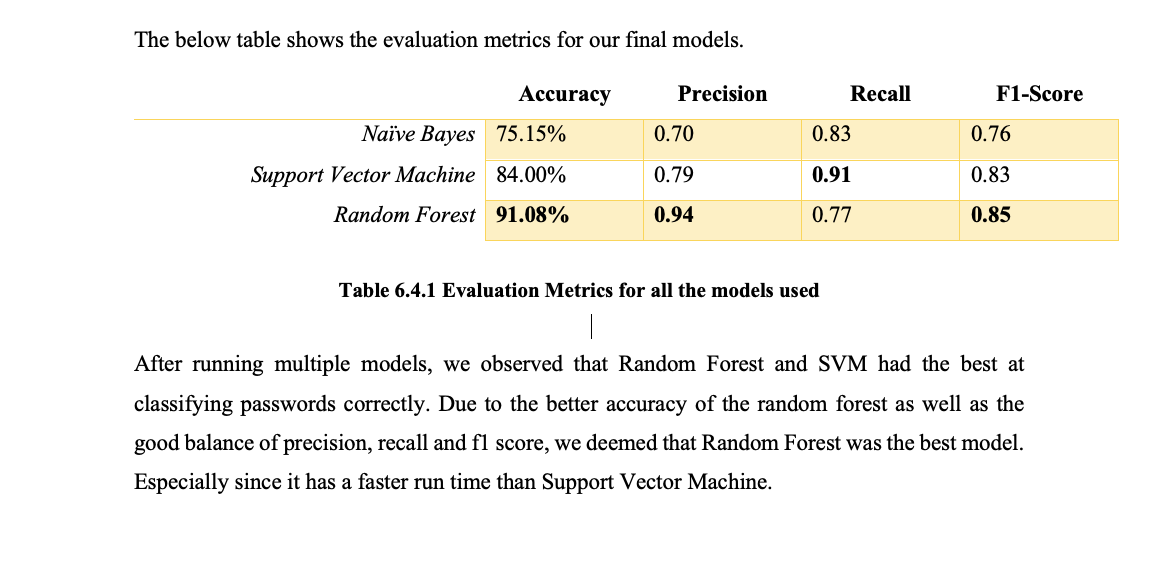 The below table shows the evaluation metrics for our final models.
Accuracy Precision Recall F1-Score
Naïve Bayes 75.15% 0.70 0.83 0.76
Support Vector Machine 84.00% 0.79 0.91 0.83
Random Forest 91.08% 0.94 0.77 0.85
Table 6.4.1 Evaluation Metrics for all the models used
After running multiple models, we observed that Random Forest and SVM had the best at
classifying passwords correctly. Due to the better accuracy of the random forest as well as the
good balance of precision, recall and f1 score, we deemed that Random Forest was the best model.
Especially since it has a faster run time than Support Vector Machine.